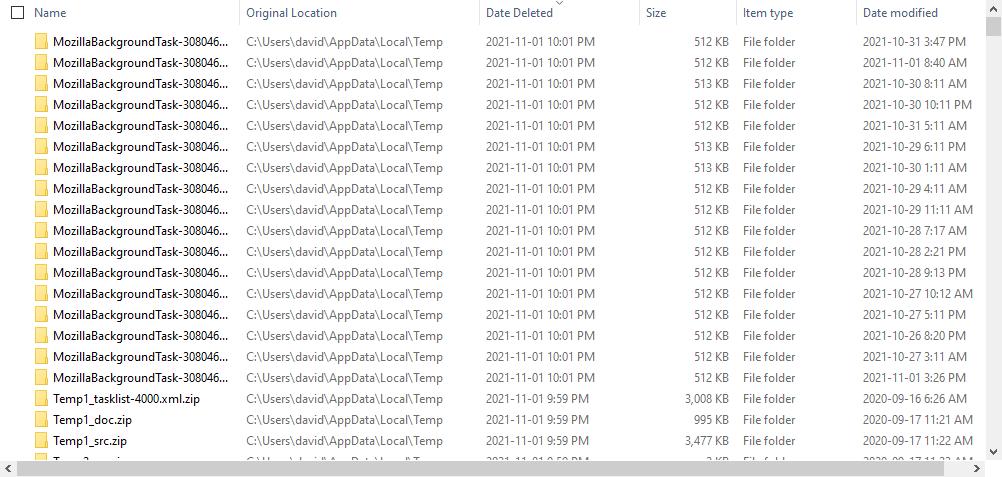 Name Original Location Date Deleted Size Item type Date modified
MozillaBackgroundTask-308046... C:\Users\david\AppData\Local\Temp 2021-11-01 10:01 PM 512 KB File folder 2021-10-31 3:47 PM
MozillaBackgroundTask-308046... C:\Users\david\AppData\Local\Temp 2021-11-01 10:01 PM 512 KB File folder 2021-11-01 8:40 AM
MozillaBackgroundTask-308046... C:\Users\david\AppData\Local\Temp 2021-11-01 10:01 PM 513 KB File folder 2021-10-30 8:11 AM
MozillaBackgroundTask-308046... C:\Users\david\AppData\Local\Temp 2021-11-01 10:01 PM 512 KB File folder 2021-10-30 10:11 PM
MozillaBackgroundTask-308046... C:\Users\david\AppData\Local\Temp 2021-11-01 10:01 PM 512 KB File folder 2021-10-31 5:11 AM
MozillaBackgroundTask-308046... C:\Users\david\AppData\Local\Temp 2021-11-01 10:01 PM 513 KB File folder 2021-10-29 6:11 PM
MozillaBackgroundTask-308046... C:\Users\david\AppData\Local\Temp 2021-11-01 10:01 PM 513 KB File folder 2021-10-30 1:11 AM
MozillaBackgroundTask-308046... C:\Users\david\AppData\Local\Temp 2021-11-01 10:01 PM 512 KB File folder 2021-10-29 4:11 AM
MozillaBackgroundTask-308046... C:\Users\david\AppData\Local\Temp 2021-11-01 10:01 PM 512 KB File folder 2021-10-29 11:11 AM
MozillaBackgroundTask-308046... C:\Users\david\AppData\Local\Temp 2021-11-01 10:01 PM 512 KB File folder 2021-10-28 7:17 AM
MozillaBackgroundTask-308046... C:\Users\david\AppData\Local\Temp 2021-11-01 10:01 PM 512 KB File folder 2021-10-28 2:21 PM
MozillaBackgroundTask-308046... C:\Users\david\AppData\Local\Temp 2021-11-01 10:01 PM 512 KB File folder 2021-10-28 9:13 PM
MozillaBackgroundTask-308046... C:\Users\david\AppData\Local\Temp 2021-11-01 10:01 PM 512 KB File folder 2021-10-27 10:12 AM
MozillaBackgroundTask-308046... C:\Users\david\AppData\Local\Temp 2021-11-01 10:01 PM 512 KB File folder 2021-10-27 5:11 PM
MozillaBackgroundTask-308046... C:\Users\david\AppData\Local\Temp 2021-11-01 10:01 PM 512 KB File folder 2021-10-26 8:20 PM
MozillaBackgroundTask-308046... C:\Users\david\AppData\Local\Temp 2021-11-01 10:01 PM 512 KB File folder 2021-10-27 3:11 AM
MozillaBackgroundTask-308046... C:\Users\david\AppData\Local\Temp 2021-11-01 10:01 PM 512 KB File folder 2021-11-01 3:26 PM
Temp1_tasklist-4000.xml.zip C:\Users\david\AppData\Local\Temp 2021-11-01 9:59 PM 3,008 KB File folder 2020-09-16 6:26 AM
Temp1_doc.zip C:\Users\david\AppData\Local\Temp 2021-11-01 9:59 PM 995 KB File folder 2020-09-17 11:21 AM
Temp1_src.zip C:\Users\david\AppData\Local\Temp 2021-11-01 9:59 PM 3,477 KB File folder 2020-09-17 11:22 AM